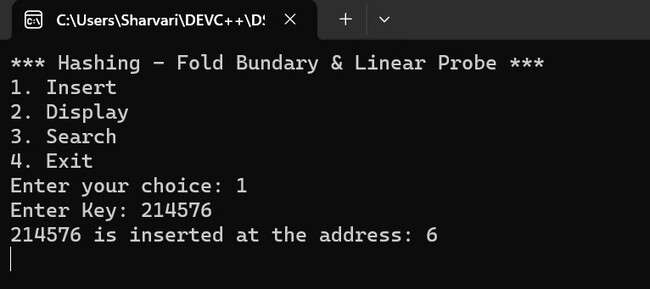 C:\Users\Sharvari\DEVC++\DS
*** Hashing - Fold Bundary & Linear Probe ***
1. Insert
2. Display
3. Search
4. Exit
Enter your choice: 1
Enter Key: 214576
214576 is inserted at the address: 6